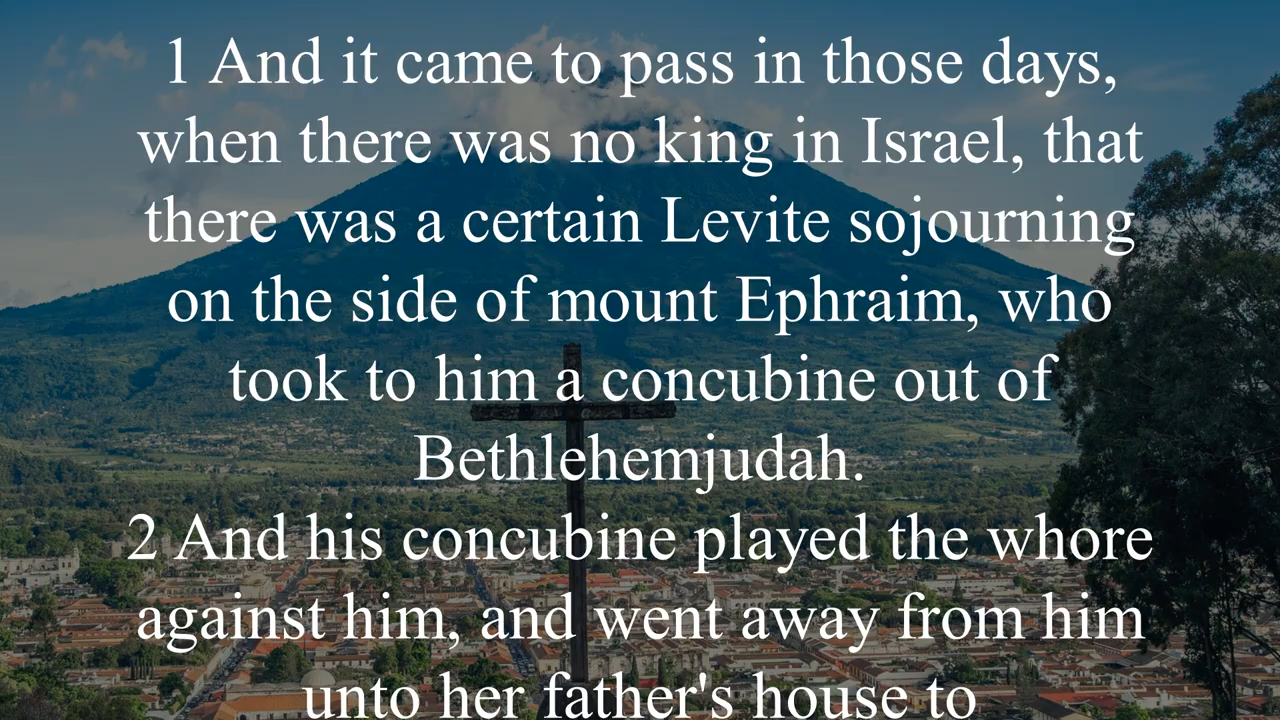 1 And it came to pass in those days,
when there was no king in Israel, that
there was a certain Levite sojourning
on the side of mount Ephraim, who
took to him a concubine out of
Bethlehemjudah.
2 And his concubine played the whore
against him, and went away from him
unto her father's house to